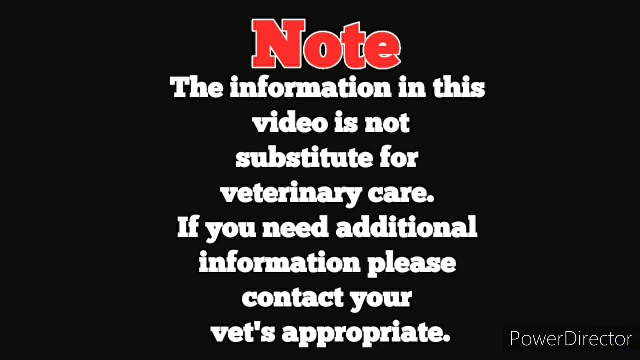 Note
The information in this
video is not
substitute for
veterinary care.
If you need additional
information please
contact your
vet's appropriate.
PowerDirector